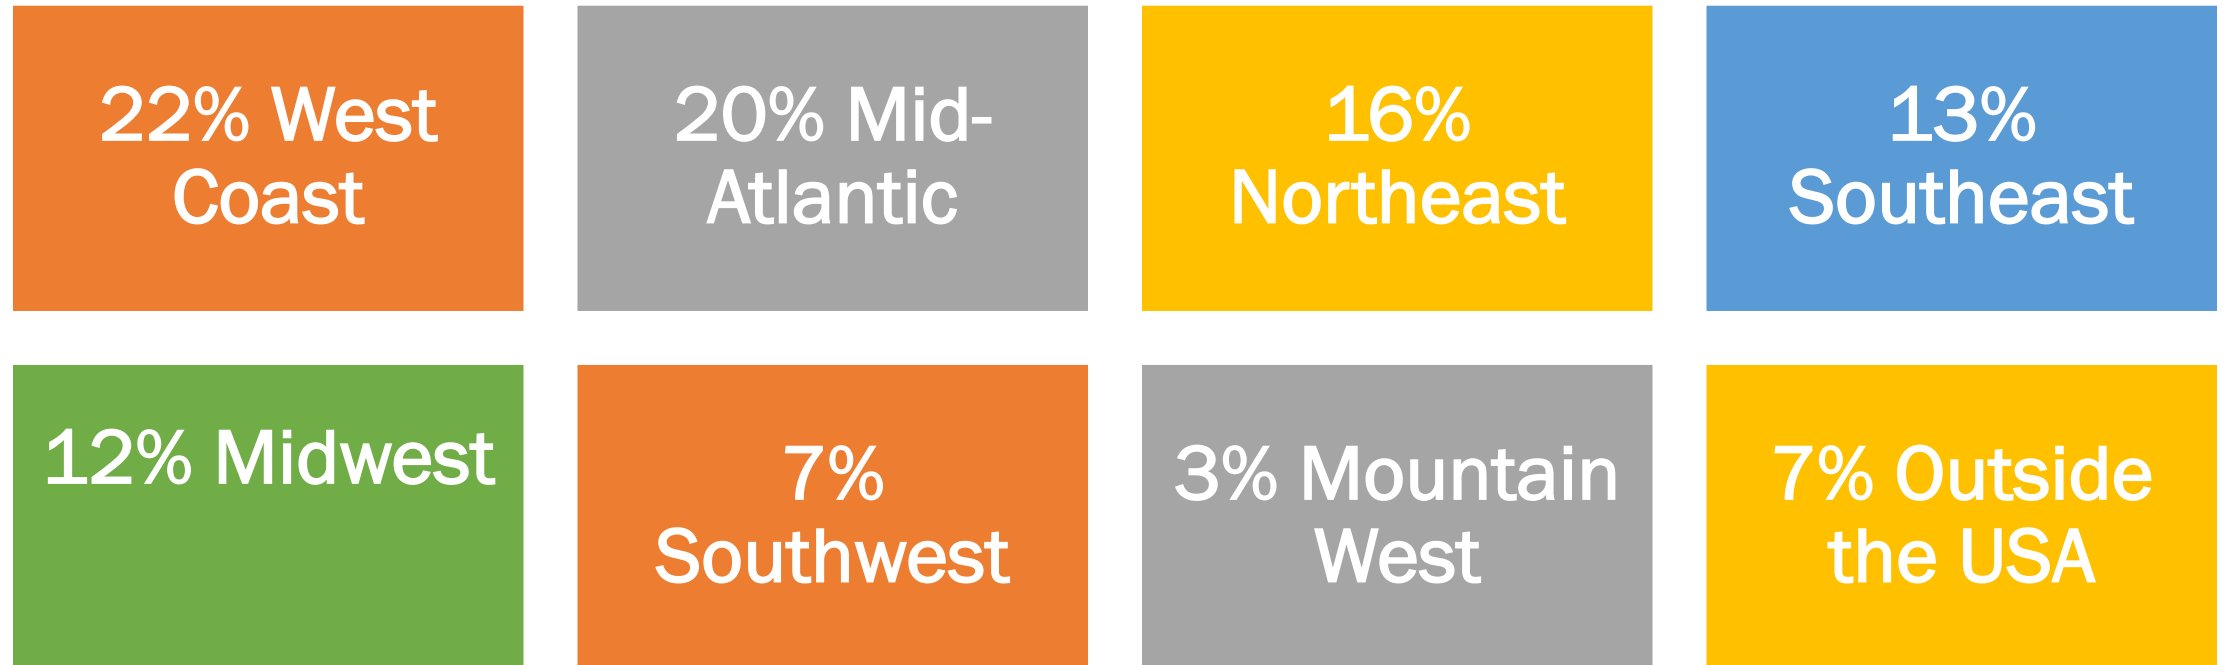 22% West
Coast
20% Mid-
Atlantic
16%
Northeast
13%
Southeast
12% Midwest
7%
Southwest
3% Mountain
West
7% Outside
the USA